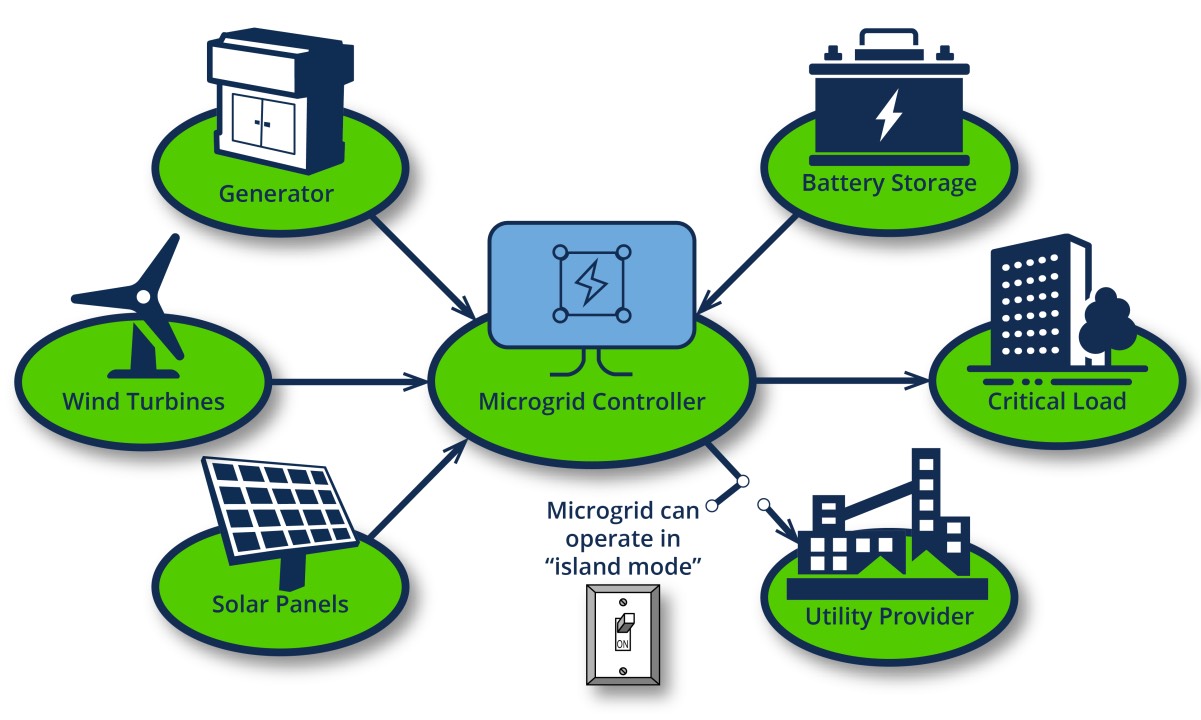 Generator
Battery Storage
Wind Turbines
Microgrid Controller
Critical Load
Solar Panels
Microgrid can
operate in
“island mode”
ON
Utility Provider